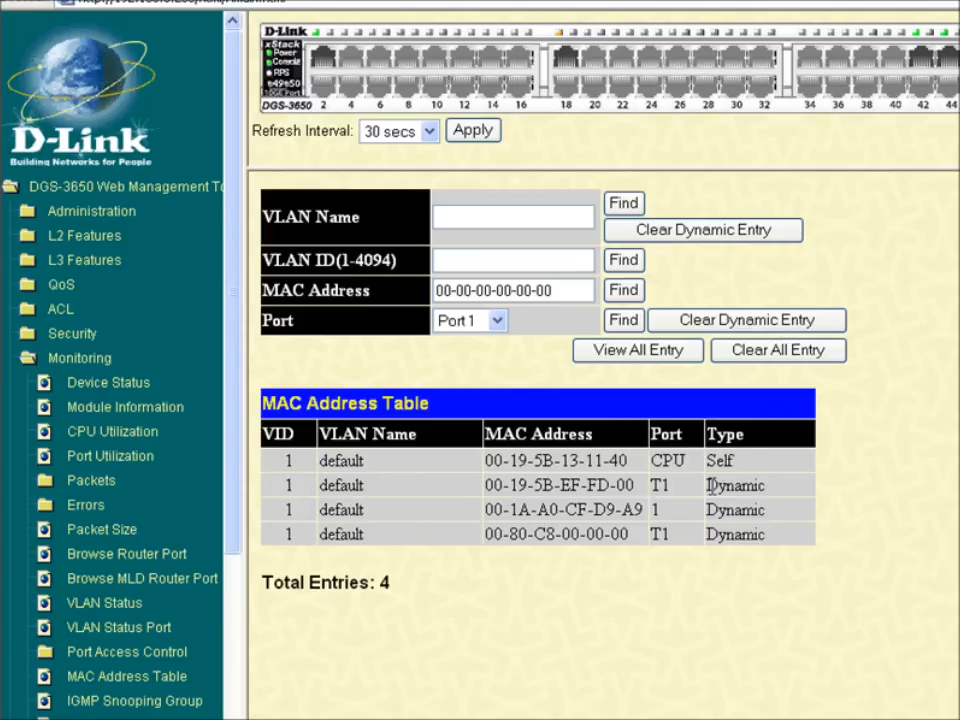 D-Link
Building Networks for People
DGS-3650 Web Management To
Administration
L2 Features
L3 Features
QoS
ACL
Security
Monitoring
Device Status
Module Information
CPU Utilization
Port Utilization
Packets
Errors
Packet Size
Browse Router Port
Browse MLD Router Port
VLAN Status
VLAN Status Port
Port Access Control
MAC Address Table
IGMP Snooping Group
D-Link
xStack
Power
Console
RPS
DGS-3650 2 4 6 8 10 12 14 16 18 20 22 24 26 28 30 32 34 36 38 40 42 44
Refresh Interval: 30 secs Apply
VLAN Name Find
Clear Dynamic Entry
VLAN ID(1-4094) Find
MAC Address 00-00-00-00-00-00 Find
Port Port 1 Find Clear Dynamic Entry
View All Entry Clear All Entry
MAC Address Table
VID VLAN Name MAC Address Port Type
1 default 00-19-5B-13-11-40 CPU Self
1 default 00-19-5B-EF-FD-00 T1 Dynamic
1 default 00-1A-A0-CF-D9-A9 1 Dynamic
1 default 00-80-C8-00-00-00 T1 Dynamic
Total Entries: 4